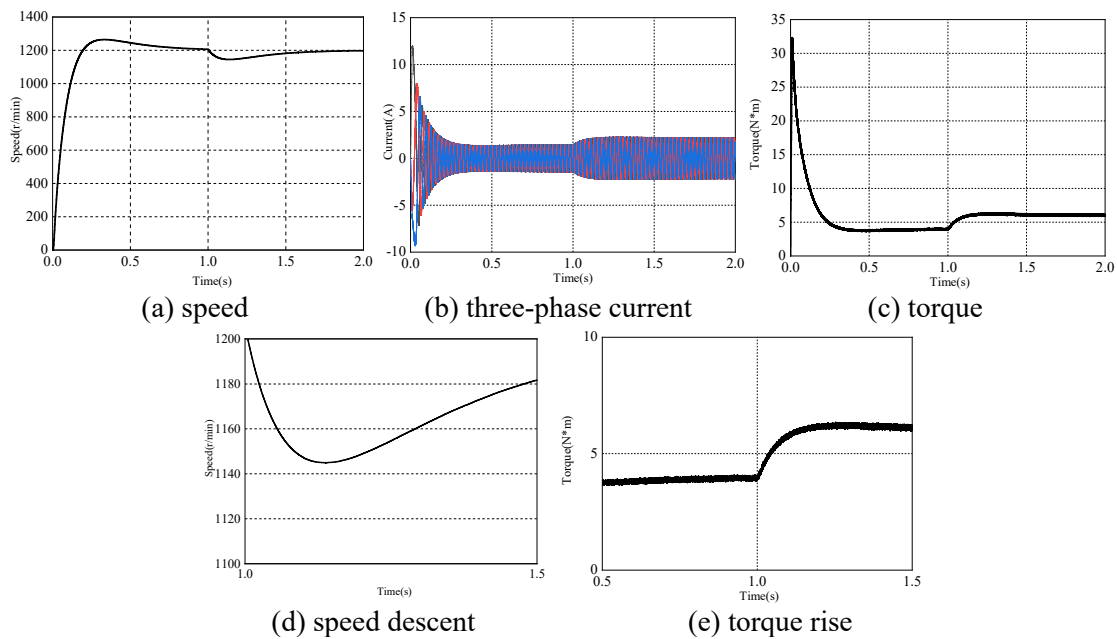 1400
1200
1000
800
600
400
200
0
Speed(r/min)
0.0 0.5 1.0 1.5 2.0
Time(s)
(a) speed
15
10
5
0
-5
-10
Current(A)
0.0 0.5 1.0 1.5 2.0
Time(s)
(b) three-phase current
35
30
25
20
15
10
5
0
Torque(N*m)
0.0 0.5 1.0 1.5 2.0
Time(s)
(c) torque
1200
1180
1160
1140
1120
1100
Speed(r/min)
1.0 1.5
Time(s)
(d) speed descent
10
5
0
Torque(N*m)
0.5 1.0 1.5
Time(s)
(e) torque rise